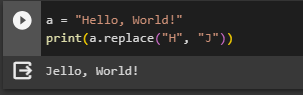 a = "Hello, World!"
print(a.replace("H", "J"))
Jello, World!